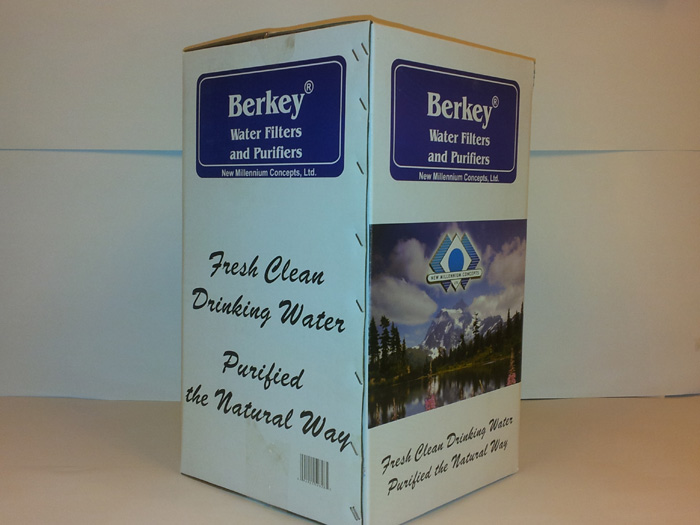 Berkey®
Water Filters
and Purifiers
New Millennium Concepts, Ltd.
Fresh Clean
Drinking Water
Purified
the Natural Way
Berkey®
Water Filters
and Purifiers
New Millennium Concepts, Ltd.
NEW MILLENNIUM CONCEPTS
Fresh Clean Drinking Water
Purified the Natural Way